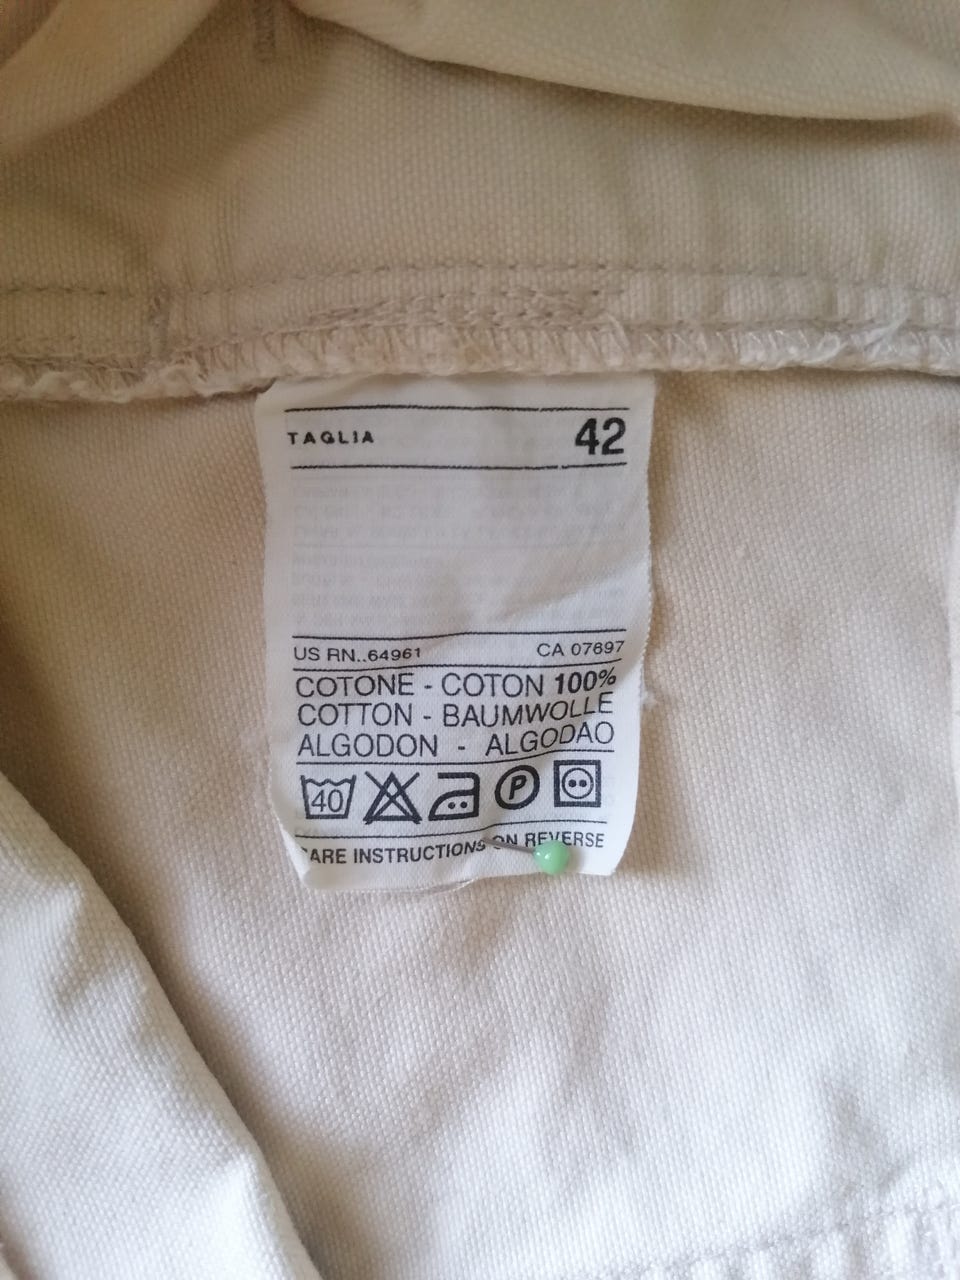 TAGLIA 42
US RN..64961 CA 07697
COTONE - COTON 100%
COTTON - BAUMWOLLE
ALGODON - ALGODAO
40 P
CARE INSTRUCTIONS ON REVERSE